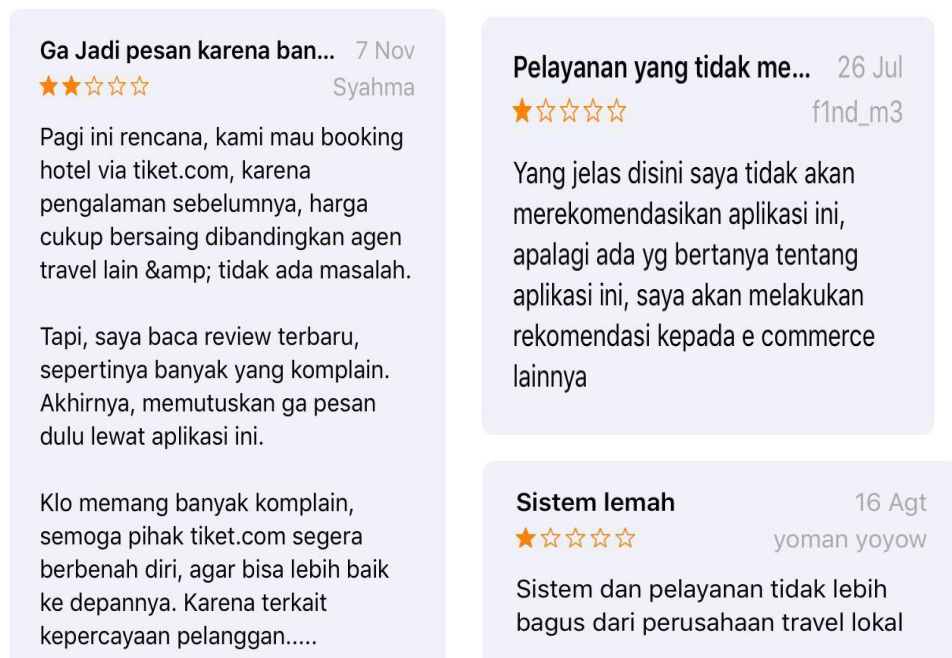 Ga Jadi pesan karena ban... 7 Nov
Syahma
Pagi ini rencana, kami mau booking
hotel via tiket.com, karena
pengalaman sebelumnya, harga
cukup bersaing dibandingkan agen
travel lain &amp; tidak ada masalah.
Tapi, saya baca review terbaru,
sepertinya banyak yang komplain.
Akhirnya, memutuskan ga pesan
dulu lewat aplikasi ini.
Klo memang banyak komplain,
semoga pihak tiket.com segera
berbenah diri, agar bisa lebih baik
ke depannya. Karena terkait
kepercayaan pelanggan.....
Pelayanan yang tidak me... 26 Jul
f1nd_m3
Yang jelas disini saya tidak akan
merekomendasikan aplikasi ini,
apalagi ada yg bertanya tentang
aplikasi ini, saya akan melakukan
rekomendasi kepada e commerce
lainnya
Sistem lemah 16 Agt
yoman yoyow
Sistem dan pelayanan tidak lebih
bagus dari perusahaan travel lokal